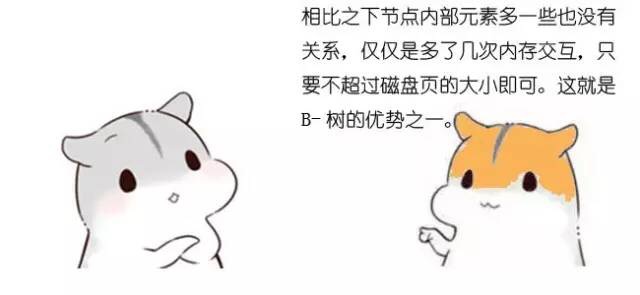 相比之下节点内部元素多一些也没有
关系，仅仅是多了几次内存交互，只
要不超过磁盘页的大小即可。这就是
B-树的优势之一。